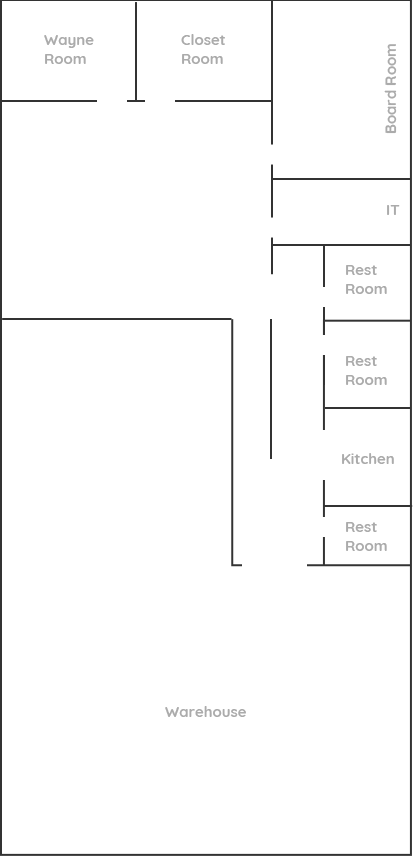 Wayne
Room
Closet
Room
Board Room
IT
Rest
Room
Rest
Room
Kitchen
Rest
Room
Warehouse